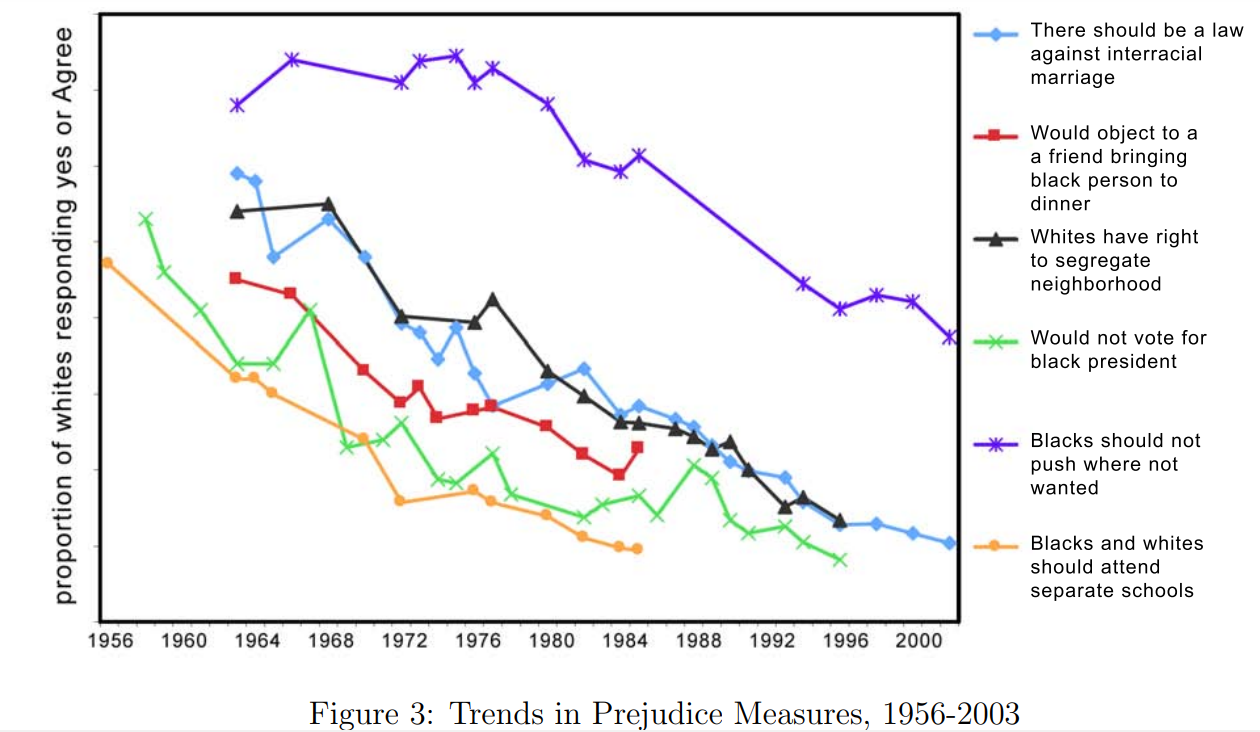 proportion of whites responding yes or Agree
There should be a law
against interracial
marriage
Would object to a
a friend bringing
black person to
dinner
Whites have right
to segregate
neighborhood
Would not vote for
black president
Blacks should not
push where not
wanted
Blacks and whites
should attend
separate schools
1956 1960 1964 1968 1972 1976 1980 1984 1988 1992 1996 2000
Figure 3: Trends in Prejudice Measures, 1956-2003